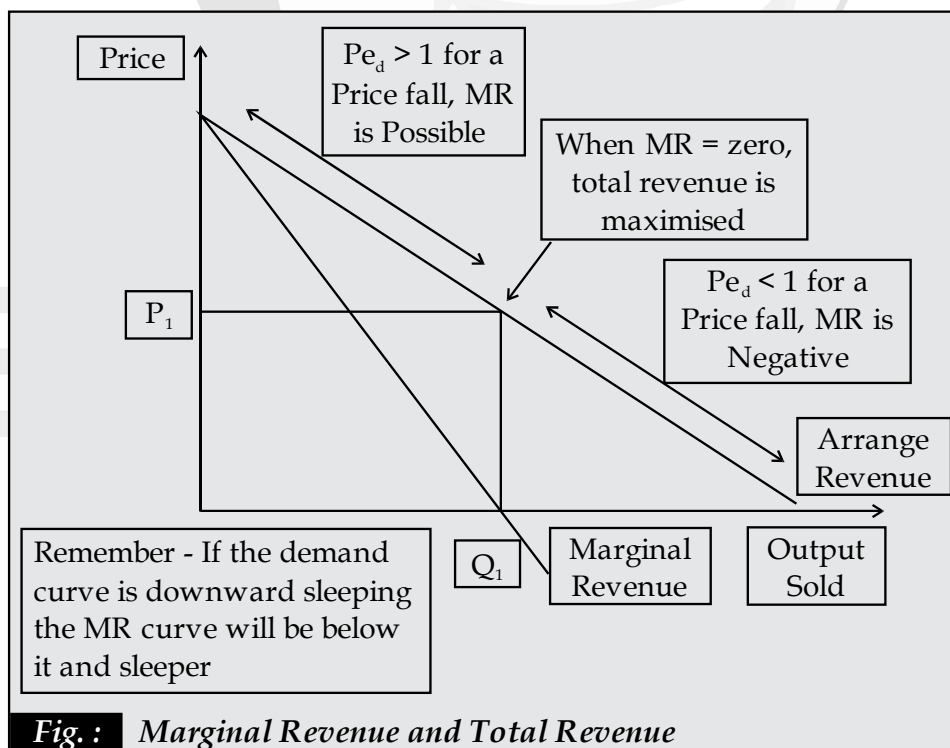 Price
Pe_d > 1 for a
Price fall, MR
is Possible
When MR = zero,
total revenue is
maximised
Pe_d < 1 for a
Price fall, MR is
Negative
P₁
Arrange
Revenue
Remember - If the demand
curve is downward sleeping
the MR curve will be below
it and sleeper
Q₁
Marginal
Revenue
Output
Sold
Fig. : Marginal Revenue and Total Revenue